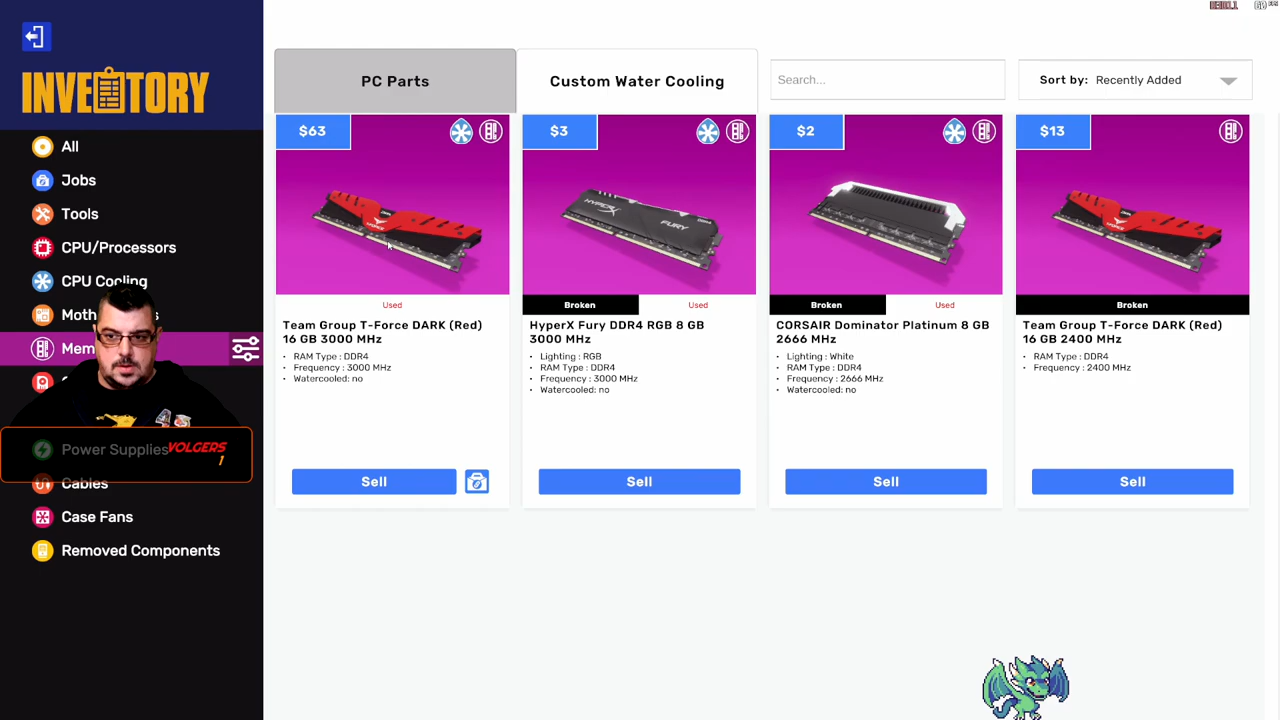 INVENTORY
All
Jobs
Tools
CPU/Processors
CPU Cooling
Power Supplies
VOLGERS
1
Cables
Case Fans
Removed Components
PC Parts
Custom Water Cooling
Search...
Sort by: Recently Added
$63
$3
$2
$13
HYPERX
FURY
Used
Broken
Used
Broken
Used
Broken
Team Group T-Force DARK (Red)
16 GB 3000 MHz
• RAM Type : DDR4
• Frequency : 3000 MHz
• Watercooled: no
Sell
HyperX Fury DDR4 RGB 8 GB
3000 MHz
• Lighting : RGB
• RAM Type : DDR4
• Frequency : 3000 MHz
• Watercooled: no
Sell
CORSAIR Dominator Platinum 8 GB
2666 MHz
• Lighting : White
• RAM Type : DDR4
• Frequency : 2666 MHz
• Watercooled: no
Sell
Team Group T-Force DARK (Red)
16 GB 2400 MHz
• RAM Type : DDR4
• Frequency : 2400 MHz
Sell